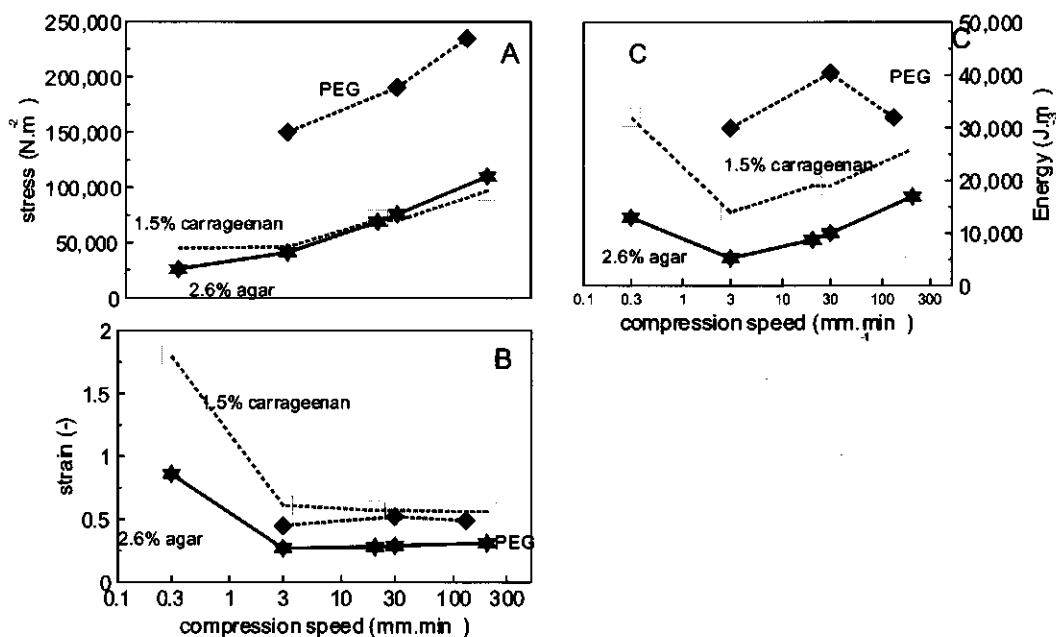 250,000
200,000
150,000
100,000
50,000
0
stress (N.m⁻²)
A
PEG
1.5% carrageenan
2.6% agar
C
50,000
40,000
30,000
20,000
10,000
0
C
Energy (J.m⁻³)
PEG
1.5% carrageenan
2.6% agar
0.1 0.3 1 3 10 30 100 300
compression speed (mm.min⁻¹)
2
1.5
1
0.5
0
strain (-)
B
1.5% carrageenan
2.6% agar
PEG
0.1 0.3 1 3 10 30 100 300
compression speed (mm.min )